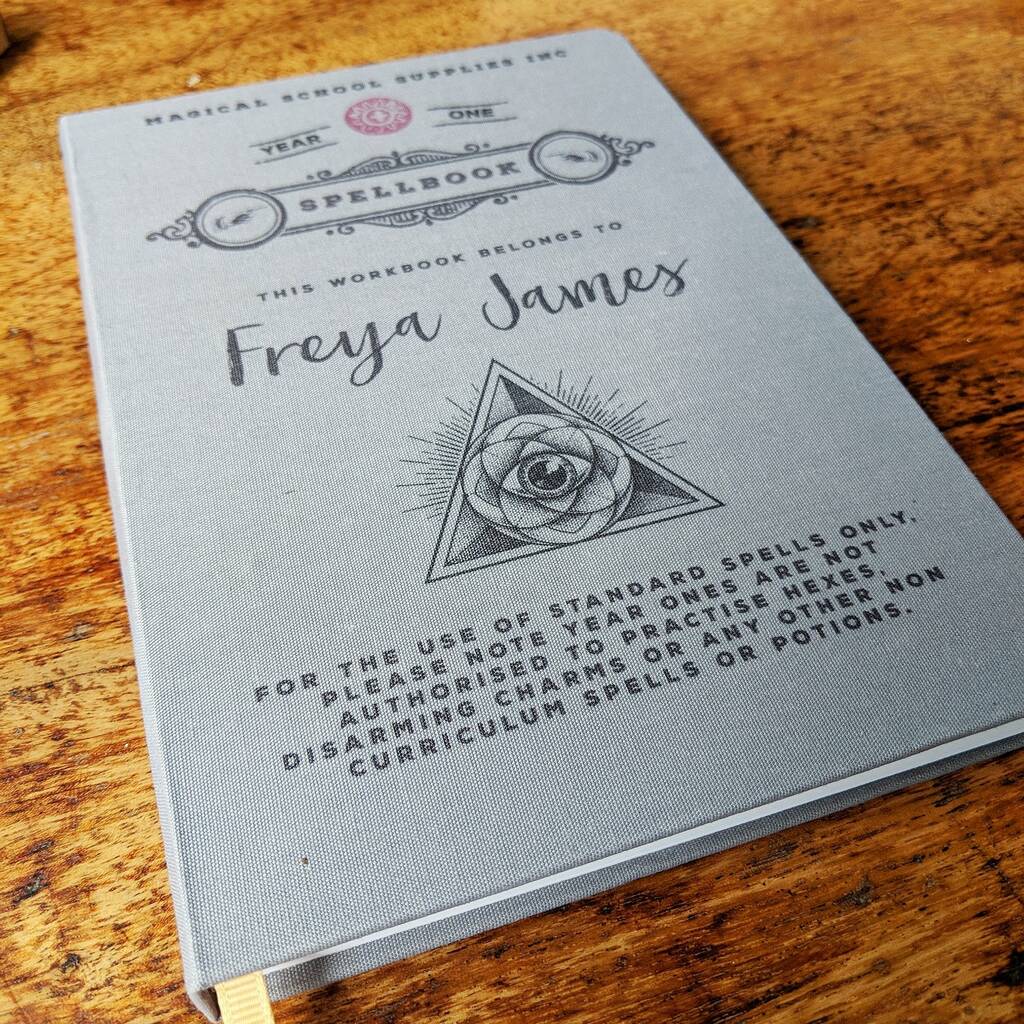 MAGICAL SCHOOL SUPPLIES INC
YEAR ONE
SPELLBOOK
THIS WORKBOOK BELONGS TO
Freya James
FOR THE USE OF STANDARD SPELLS ONLY.
PLEASE NOTE YEAR ONES ARE NOT
AUTHORISED TO PRACTISE HEXES,
DISARMING CHARMS OR ANY OTHER NON
CURRICULUM SPELLS OR POTIONS.